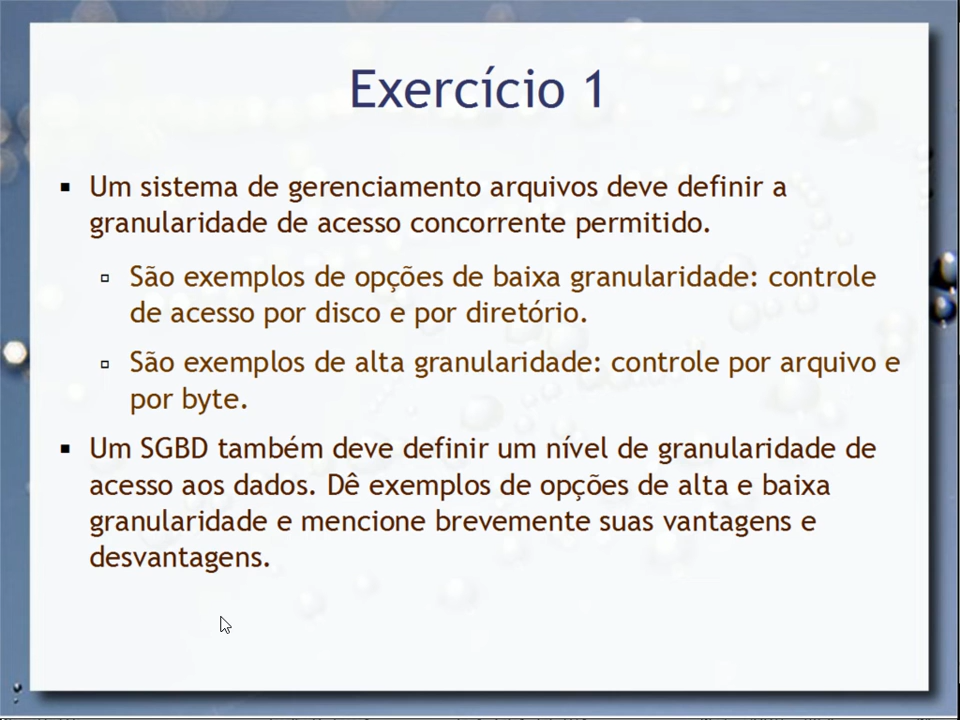 Exercício 1
Um sistema de gerenciamento arquivos deve definir a
granularidade de acesso concorrente permitido.
São exemplos de opções de baixa granularidade: controle
de acesso por disco e por diretório.
São exemplos de alta granularidade: controle por arquivo e
por byte.
Um SGBD também deve definir um nível de granularidade de
acesso aos dados. Dê exemplos de opções de alta e baixa
granularidade e mencione brevemente suas vantagens e
desvantagens.